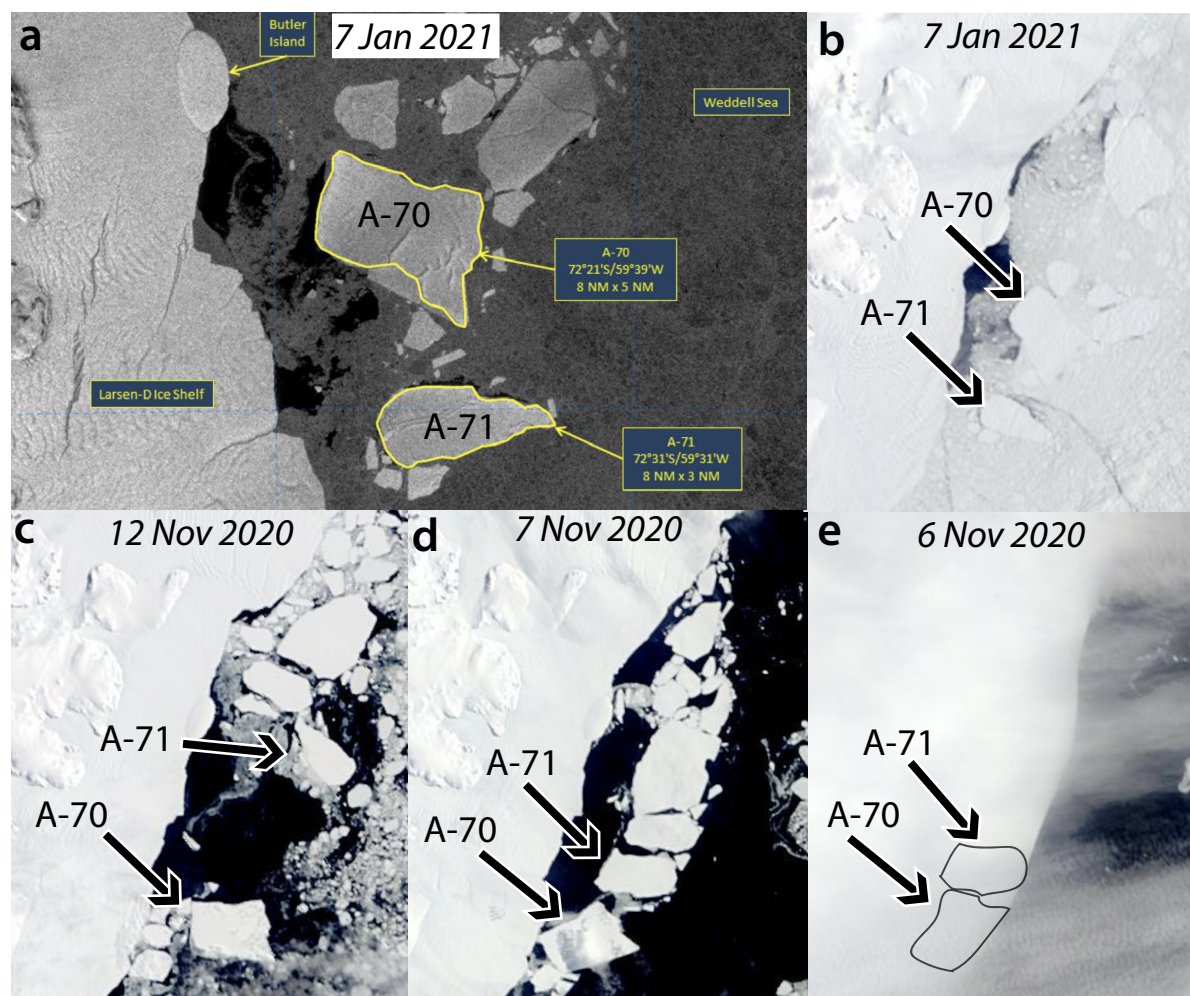 a
Butler
Island
7 Jan 2021
Weddell Sea
A-70
A-70
72°21'S/59°39'W
8 NM x 5 NM
Larsen-D Ice Shelf
A-71
A-71
72°31'S/59°31'W
8 NM x 3 NM
b
7 Jan 2021
A-70
A-71
c
12 Nov 2020
A-71
A-70
d
7 Nov 2020
A-71
A-70
e
6 Nov 2020
A-71
A-70